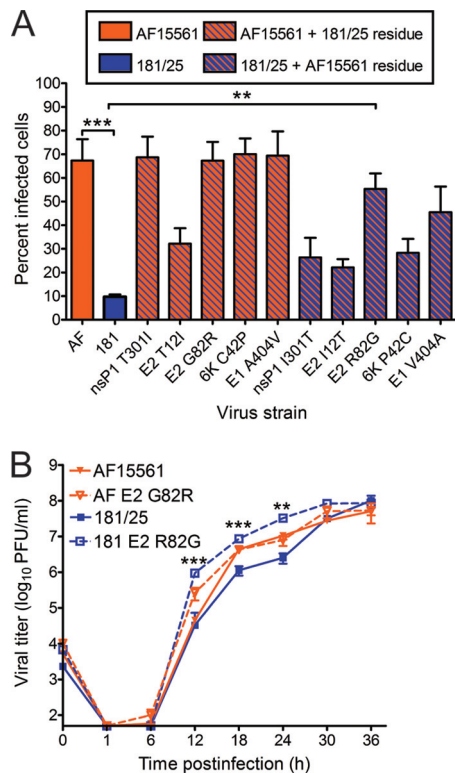 A
AF15561
AF15561 + 181/25 residue
181/25
181/25 + AF15561 residue
Percent infected cells
100
90
80
70
60
50
40
30
20
10
0
***
**
AF
181
nsP1 T301I
E2 T12I
E2 G82R
6K C42P
E1 A404V
nsP1 I301T
E2 I12T
E2 R82G
6K P42C
E1 V404A
Virus strain
B
AF15561
AF E2 G82R
181/25
181 E2 R82G
Viral titer (log10 PFU/ml)
9
8
7
6
5
4
3
2
***
***
**
0 1 6 12 18 24 30 36
Time postinfection (h)